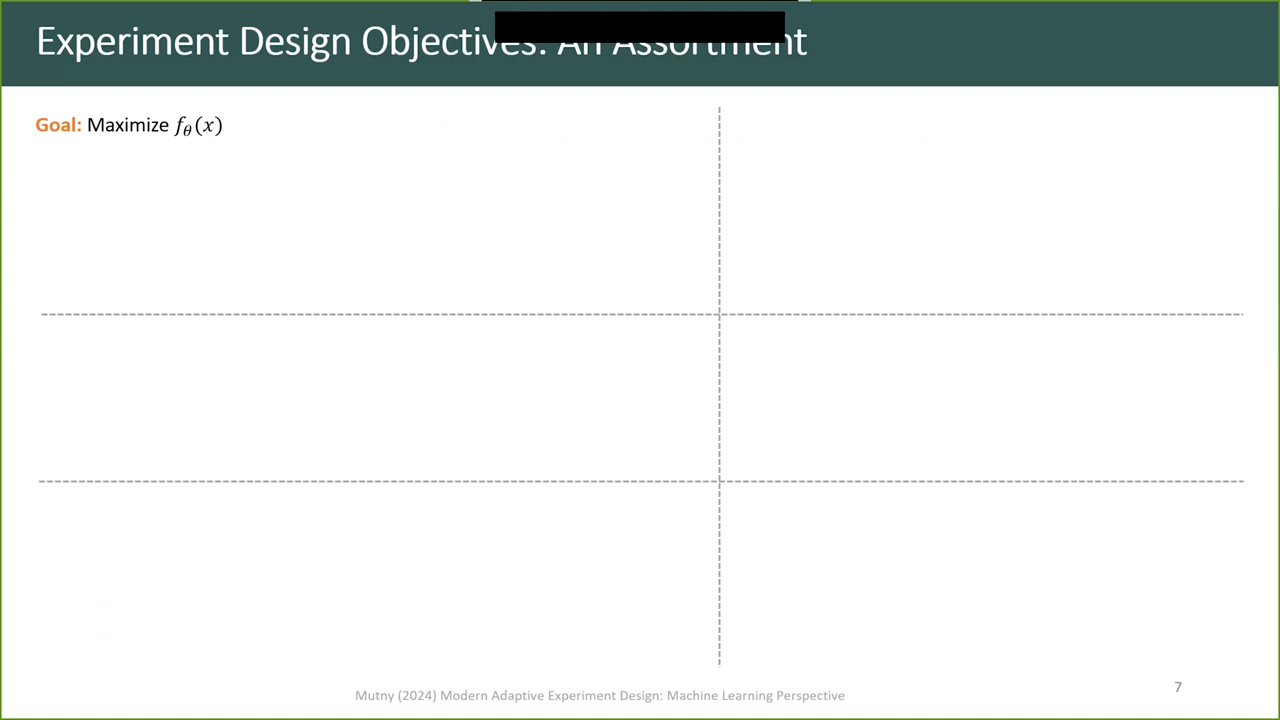 Experiment Design Objectives: An Assortment
Goal: Maximize f_θ(x)
Mutny (2024) Modern Adaptive Experiment Design: Machine Learning Perspective
7